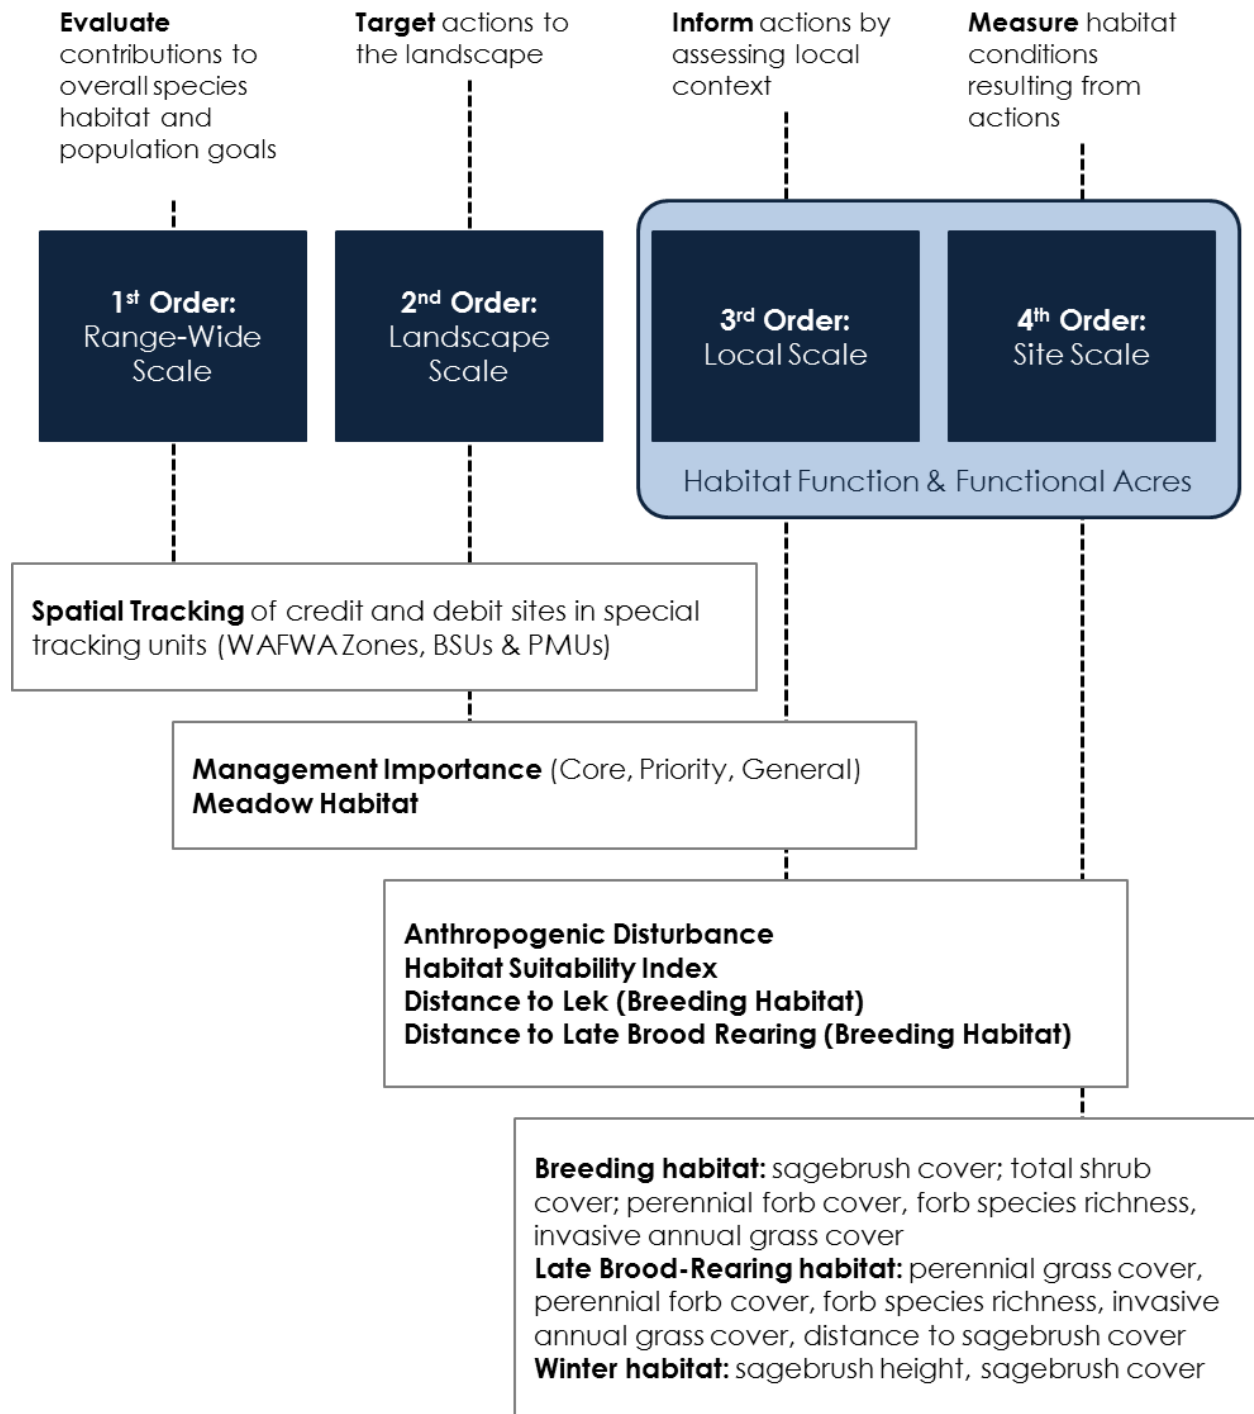 Evaluate
contributions to
overall species
habitat and
population goals
Target actions to
the landscape
Inform actions by
assessing local
context
Measure habitat
conditions
resulting from
actions
1st Order:
Range-Wide
Scale
2nd Order:
Landscape
Scale
3rd Order:
Local Scale
4th Order:
Site Scale
Habitat Function & Functional Acres
Spatial Tracking of credit and debit sites in special
tracking units (WAFWA Zones, BSUs & PMUs)
Management Importance (Core, Priority, General)
Meadow Habitat
Anthropogenic Disturbance
Habitat Suitability Index
Distance to Lek (Breeding Habitat)
Distance to Late Brood Rearing (Breeding Habitat)
Breeding habitat: sagebrush cover; total shrub
cover; perennial forb cover, forb species richness,
invasive annual grass cover
Late Brood-Rearing habitat: perennial grass cover,
perennial forb cover, forb species richness, invasive
annual grass cover, distance to sagebrush cover
Winter habitat: sagebrush height, sagebrush cover